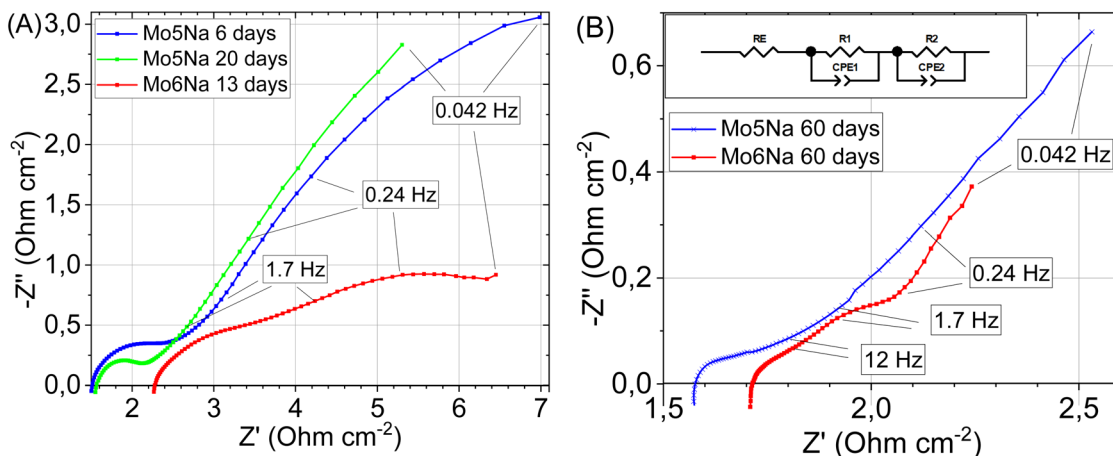 (A)
3,0
2,5
2,0
1,5
1,0
0,5
0,0
-Z'' (Ohm cm-2)
Mo5Na 6 days
Mo5Na 20 days
Mo6Na 13 days
0.042 Hz
0.24 Hz
1.7 Hz
2 3 4 5 6 7
Z' (Ohm cm-2)
(B)
0,6
0,4
0,2
0,0
-Z'' (Ohm cm-2)
RE R1 R2
CPE1 CPE2
Mo5Na 60 days
Mo6Na 60 days
0.042 Hz
0.24 Hz
1.7 Hz
12 Hz
1,5 2,0 2,5
Z' (Ohm cm-2)